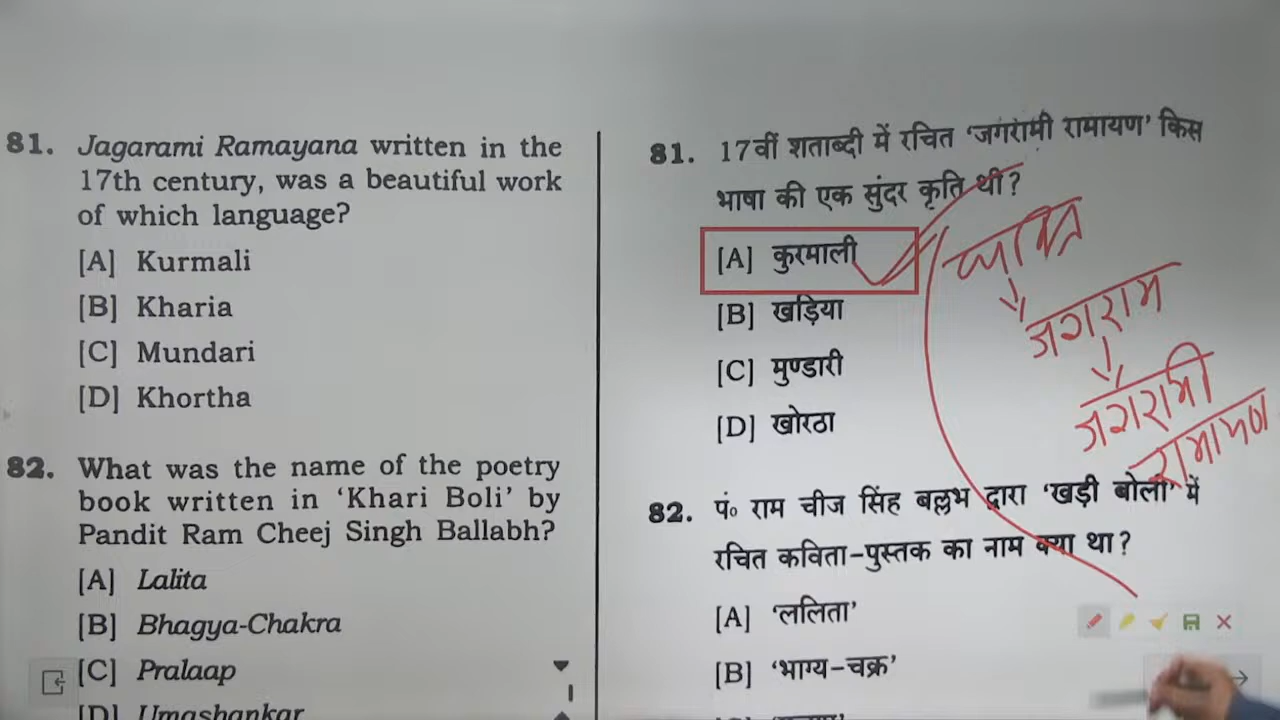 81. Jagarami Ramayana written in the
17th century, was a beautiful work
of which language?
[A] Kurmali
[B] Kharia
[C] Mundari
[D] Khortha
82. What was the name of the poetry
book written in ‘Khari Boli’ by
Pandit Ram Cheej Singh Ballabh?
[A] Lalita
[B] Bhagya-Chakra
[C] Pralaap
[D] Umashankar
81. 17वीं शताब्दी में रचित ‘जगरामी रामायण’ किस
भाषा की एक सुंदर कृति थी?
[A] कुरमाली
[B] खड़िया
[C] मुण्डारी
[D] खोरठा
जगराम
जगरामी
रामायण
82. पं० राम चीज सिंह बल्लभ द्वारा ‘खड़ी बोली’ में
रचित कविता-पुस्तक का नाम क्या था?
[A] ‘ललिता’
[B] ‘भाग्य-चक्र’